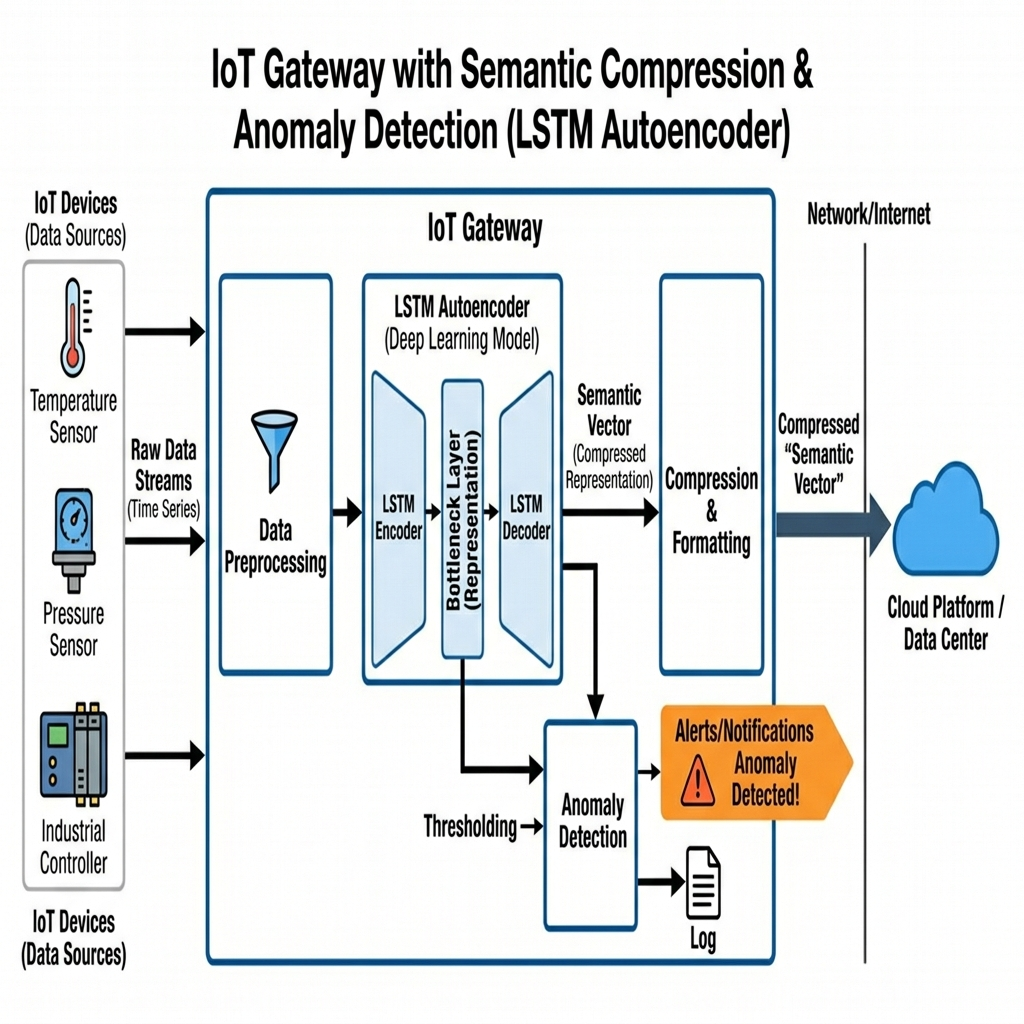 IoT Gateway with Semantic Compression &
Anomaly Detection (LSTM Autoencoder)
IoT Devices
(Data Sources)
Temperature
Sensor
Pressure
Sensor
Industrial
Controller
IoT Devices
(Data Sources)
Raw Data
Streams
(Time Series)
IoT Gateway
Data
Preprocessing
LSTM Autoencoder
(Deep Learning Model)
LSTM
Encoder
Bottleneck Layer
(Representation)
LSTM
Decoder
Semantic
Vector
(Compressed
Representation)
Compression
&
Formatting
Thresholding
Anomaly
Detection
Alerts/Notifications
Anomaly
Detected!
Log
Network/Internet
Compressed
“Semantic
Vector”
Cloud Platform /
Data Center